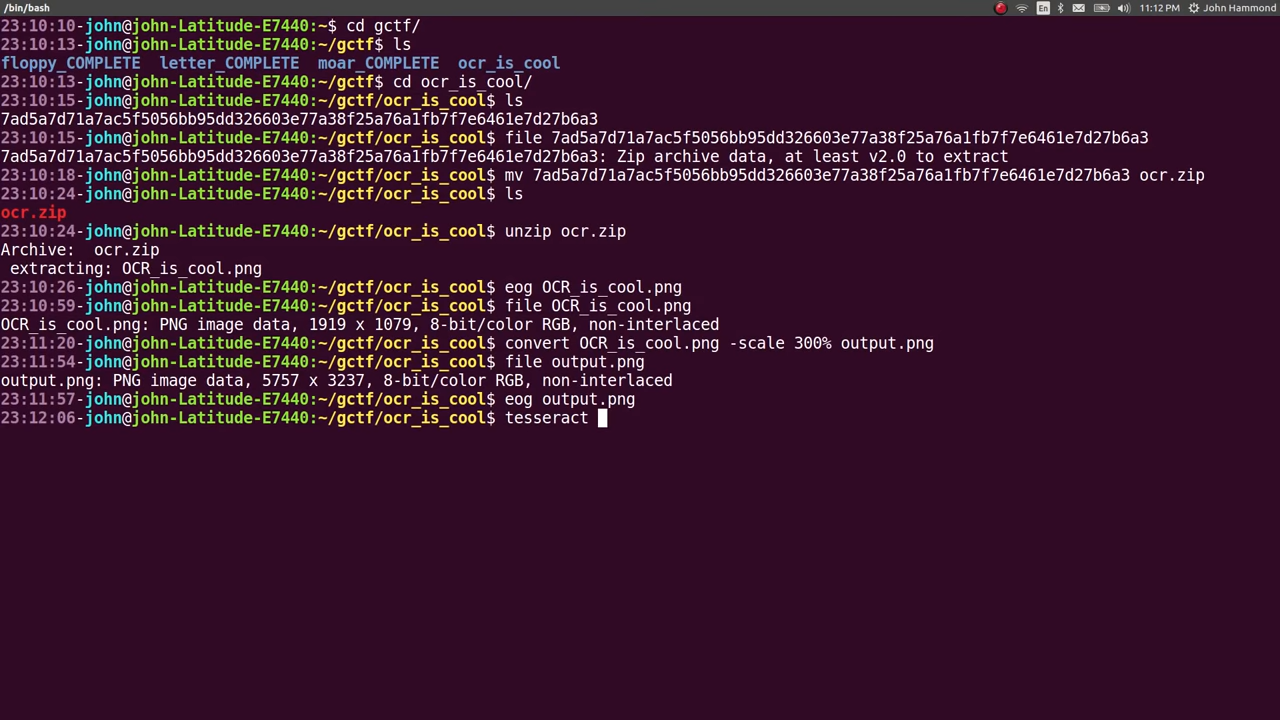 /bin/bash
En
11:12 PM
John Hammond
23:10:10-john@john-Latitude-E7440:~$ cd gctf/
23:10:13-john@john-Latitude-E7440:~/gctf$ ls
floppy_COMPLETE  letter_COMPLETE  moar_COMPLETE  ocr_is_cool
23:10:13-john@john-Latitude-E7440:~/gctf$ cd ocr_is_cool/
23:10:15-john@john-Latitude-E7440:~/gctf/ocr_is_cool$ ls
7ad5a7d71a7ac5f5056bb95dd326603e77a38f25a76a1fb7f7e6461e7d27b6a3
23:10:15-john@john-Latitude-E7440:~/gctf/ocr_is_cool$ file 7ad5a7d71a7ac5f5056bb95dd326603e77a38f25a76a1fb7f7e6461e7d27b6a3
7ad5a7d71a7ac5f5056bb95dd326603e77a38f25a76a1fb7f7e6461e7d27b6a3: Zip archive data, at least v2.0 to extract
23:10:18-john@john-Latitude-E7440:~/gctf/ocr_is_cool$ mv 7ad5a7d71a7ac5f5056bb95dd326603e77a38f25a76a1fb7f7e6461e7d27b6a3 ocr.zip
23:10:24-john@john-Latitude-E7440:~/gctf/ocr_is_cool$ ls
ocr.zip
23:10:24-john@john-Latitude-E7440:~/gctf/ocr_is_cool$ unzip ocr.zip
Archive:  ocr.zip
 extracting: OCR_is_cool.png
23:10:26-john@john-Latitude-E7440:~/gctf/ocr_is_cool$ eog OCR_is_cool.png
23:10:59-john@john-Latitude-E7440:~/gctf/ocr_is_cool$ file OCR_is_cool.png
OCR_is_cool.png: PNG image data, 1919 x 1079, 8-bit/color RGB, non-interlaced
23:11:20-john@john-Latitude-E7440:~/gctf/ocr_is_cool$ convert OCR_is_cool.png -scale 300% output.png
23:11:54-john@john-Latitude-E7440:~/gctf/ocr_is_cool$ file output.png
output.png: PNG image data, 5757 x 3237, 8-bit/color RGB, non-interlaced
23:11:57-john@john-Latitude-E7440:~/gctf/ocr_is_cool$ eog output.png
23:12:06-john@john-Latitude-E7440:~/gctf/ocr_is_cool$ tesseract